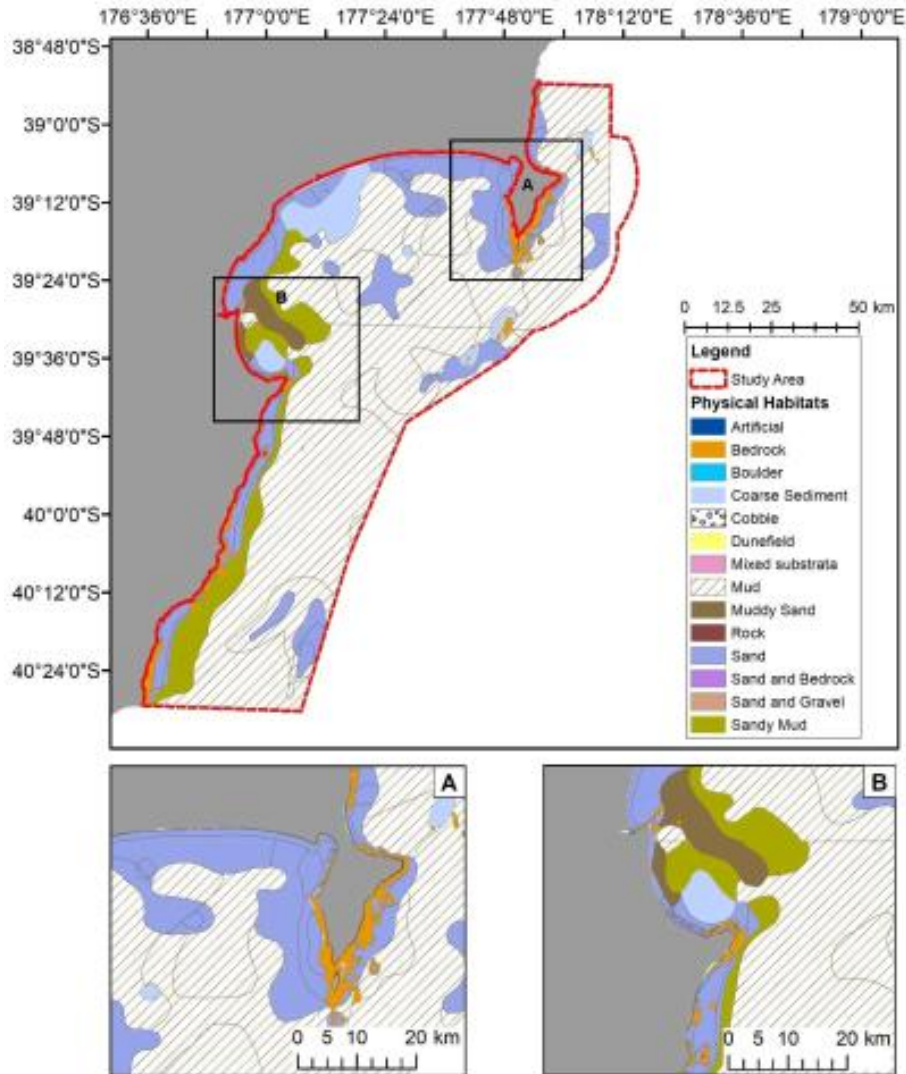 176°36'0"E 177°0'0"E 177°24'0"E 177°48'0"E 178°12'0"E 178°36'0"E 179°0'0"E
38°48'0"S
39°0'0"S
39°12'0"S
39°24'0"S
39°36'0"S
39°48'0"S
40°0'0"S
40°12'0"S
40°24'0"S
A
B
0 12.5 25 50 km
Legend
Study Area
Physical Habitats
Artificial
Bedrock
Boulder
Coarse Sediment
Cobble
Dunefield
Mixed substrata
Mud
Muddy Sand
Rock
Sand
Sand and Bedrock
Sand and Gravel
Sandy Mud
A
0 5 10 20 km
B
0 5 10 20 km